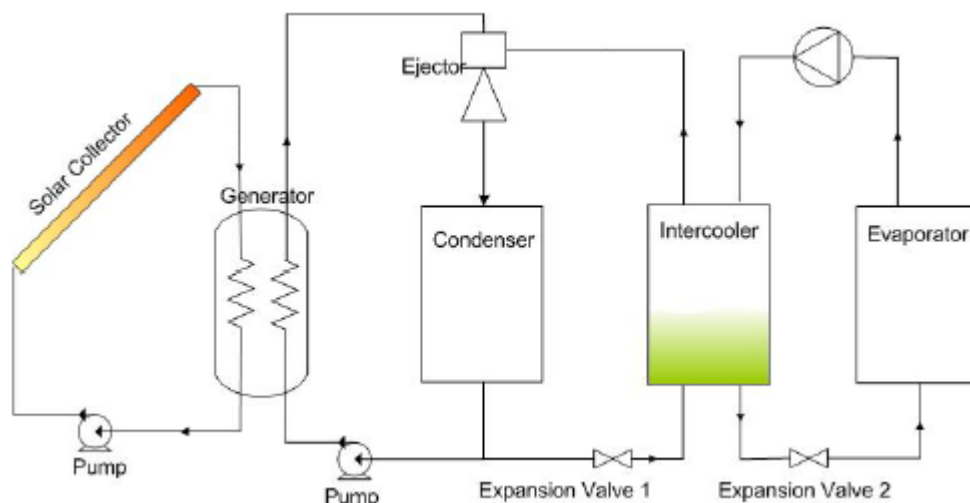 Ejector
Solar Collector
Generator
Condenser
Intercooler
Evaporator
Pump
Pump
Expansion Valve 1
Expansion Valve 2